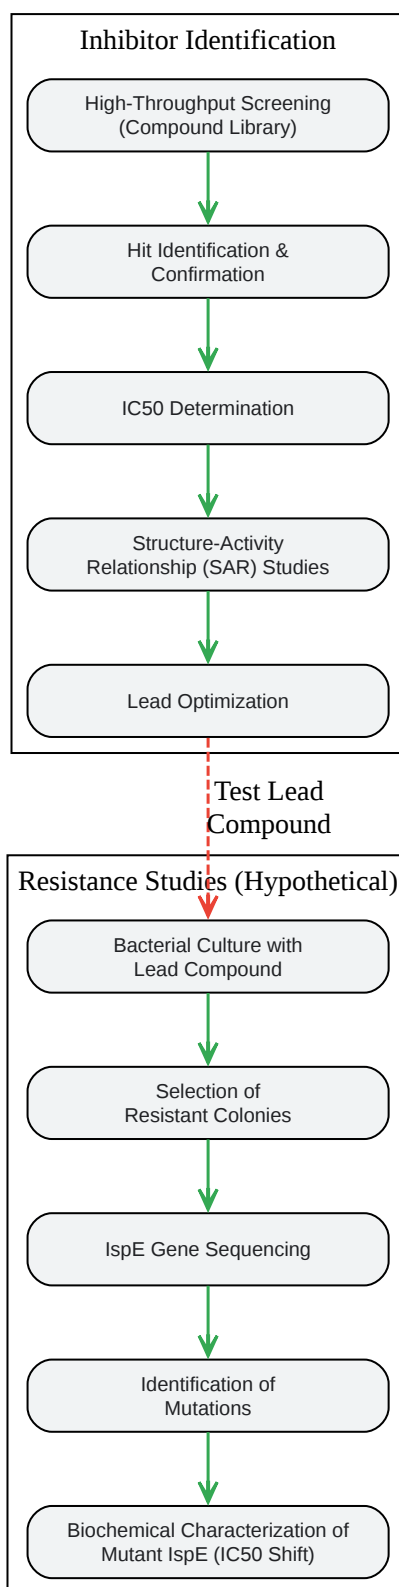 Inhibitor Identification
High-Throughput Screening
(Compound Library)
Hit Identification &
Confirmation
IC50 Determination
Structure-Activity
Relationship (SAR) Studies
Lead Optimization
Test Lead
Compound
Resistance Studies (Hypothetical)
Bacterial Culture with
Lead Compound
Selection of
Resistant Colonies
IspE Gene Sequencing
Identification of
Mutations
Biochemical Characterization of
Mutant IspE (IC50 Shift)